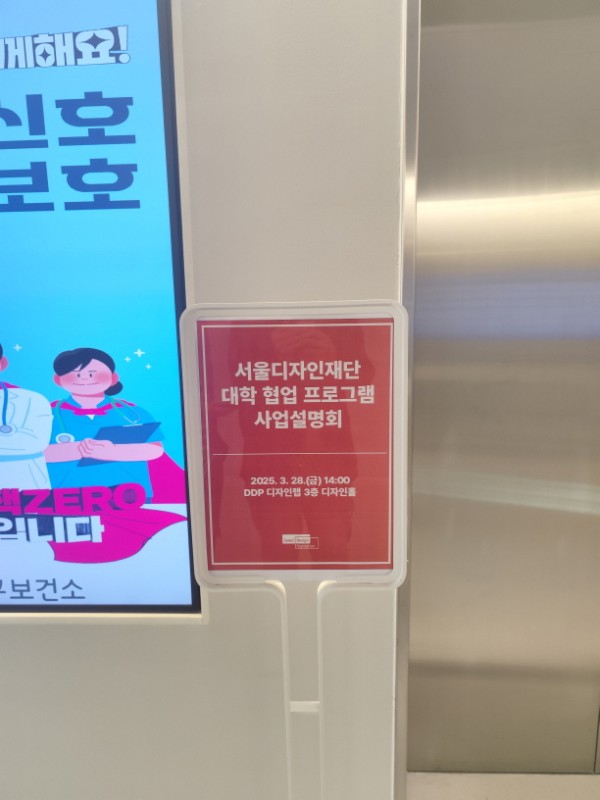 게해요!
신호
보호
ZERO
입니다
보건소
서울디자인재단
대학 협업 프로그램
사업설명회
2025. 3. 28.(금) 14:00
DDP 디자인랩 3층 디자인홀